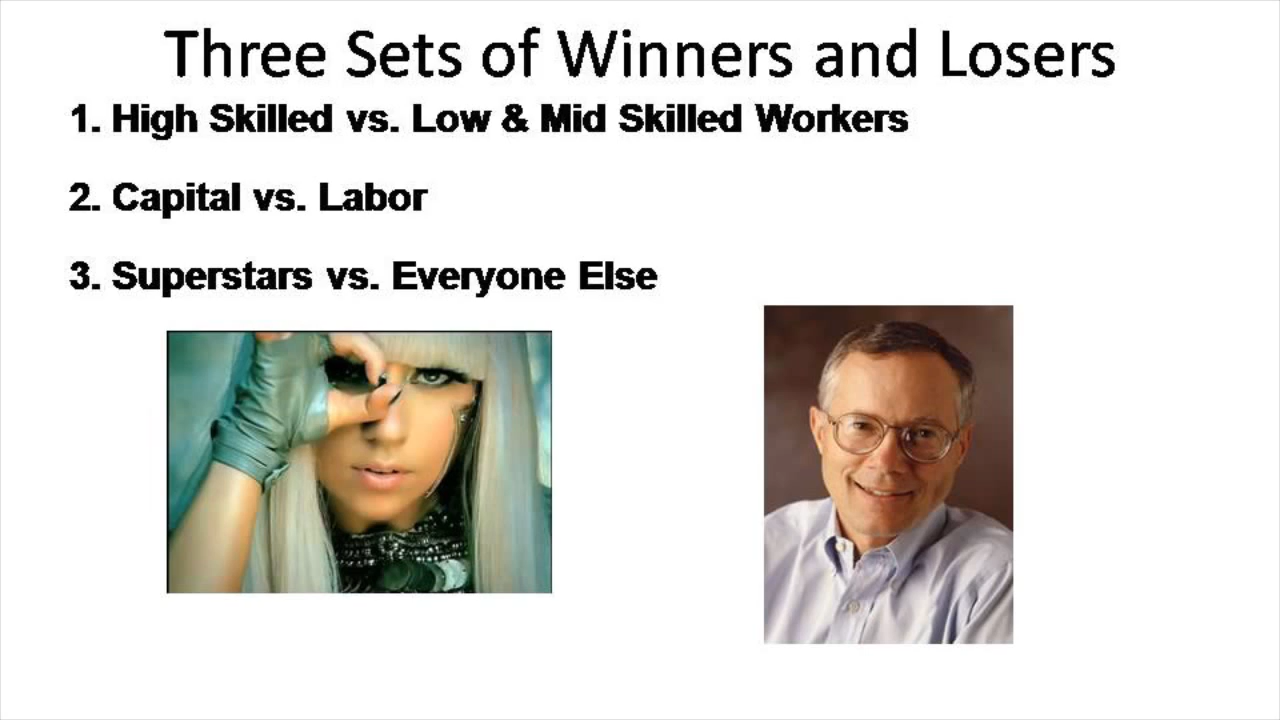 Three Sets of Winners and Losers
1. High Skilled vs. Low & Mid Skilled Workers
2. Capital vs. Labor
3. Superstars vs. Everyone Else